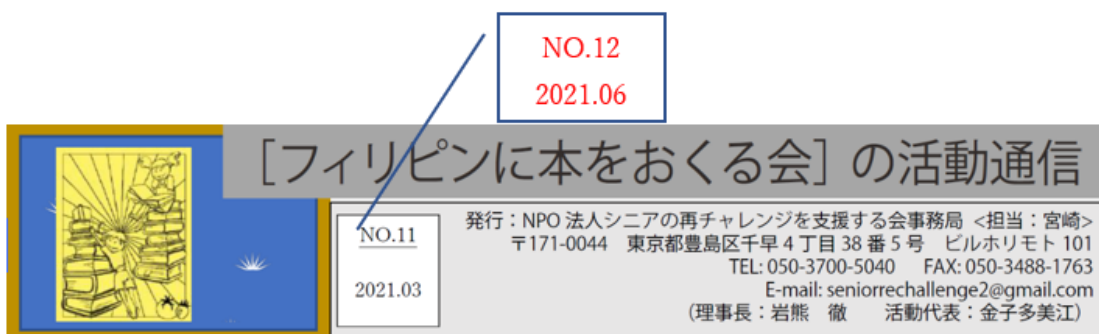 NO.12
2021.06
［フィリピンに本をおくる会］の活動通信
NO.11
2021.03
発行：NPO 法人シニアの再チャレンジを支援する会事務局 <担当：宮崎>
〒171-0044　東京都豊島区千早 4 丁目 38 番 5 号　ビルホリモト 101
TEL: 050-3700-5040　FAX: 050-3488-1763
E-mail: seniorrechallenge2@gmail.com
（理事長：岩熊　徹　　活動代表：金子多美江）